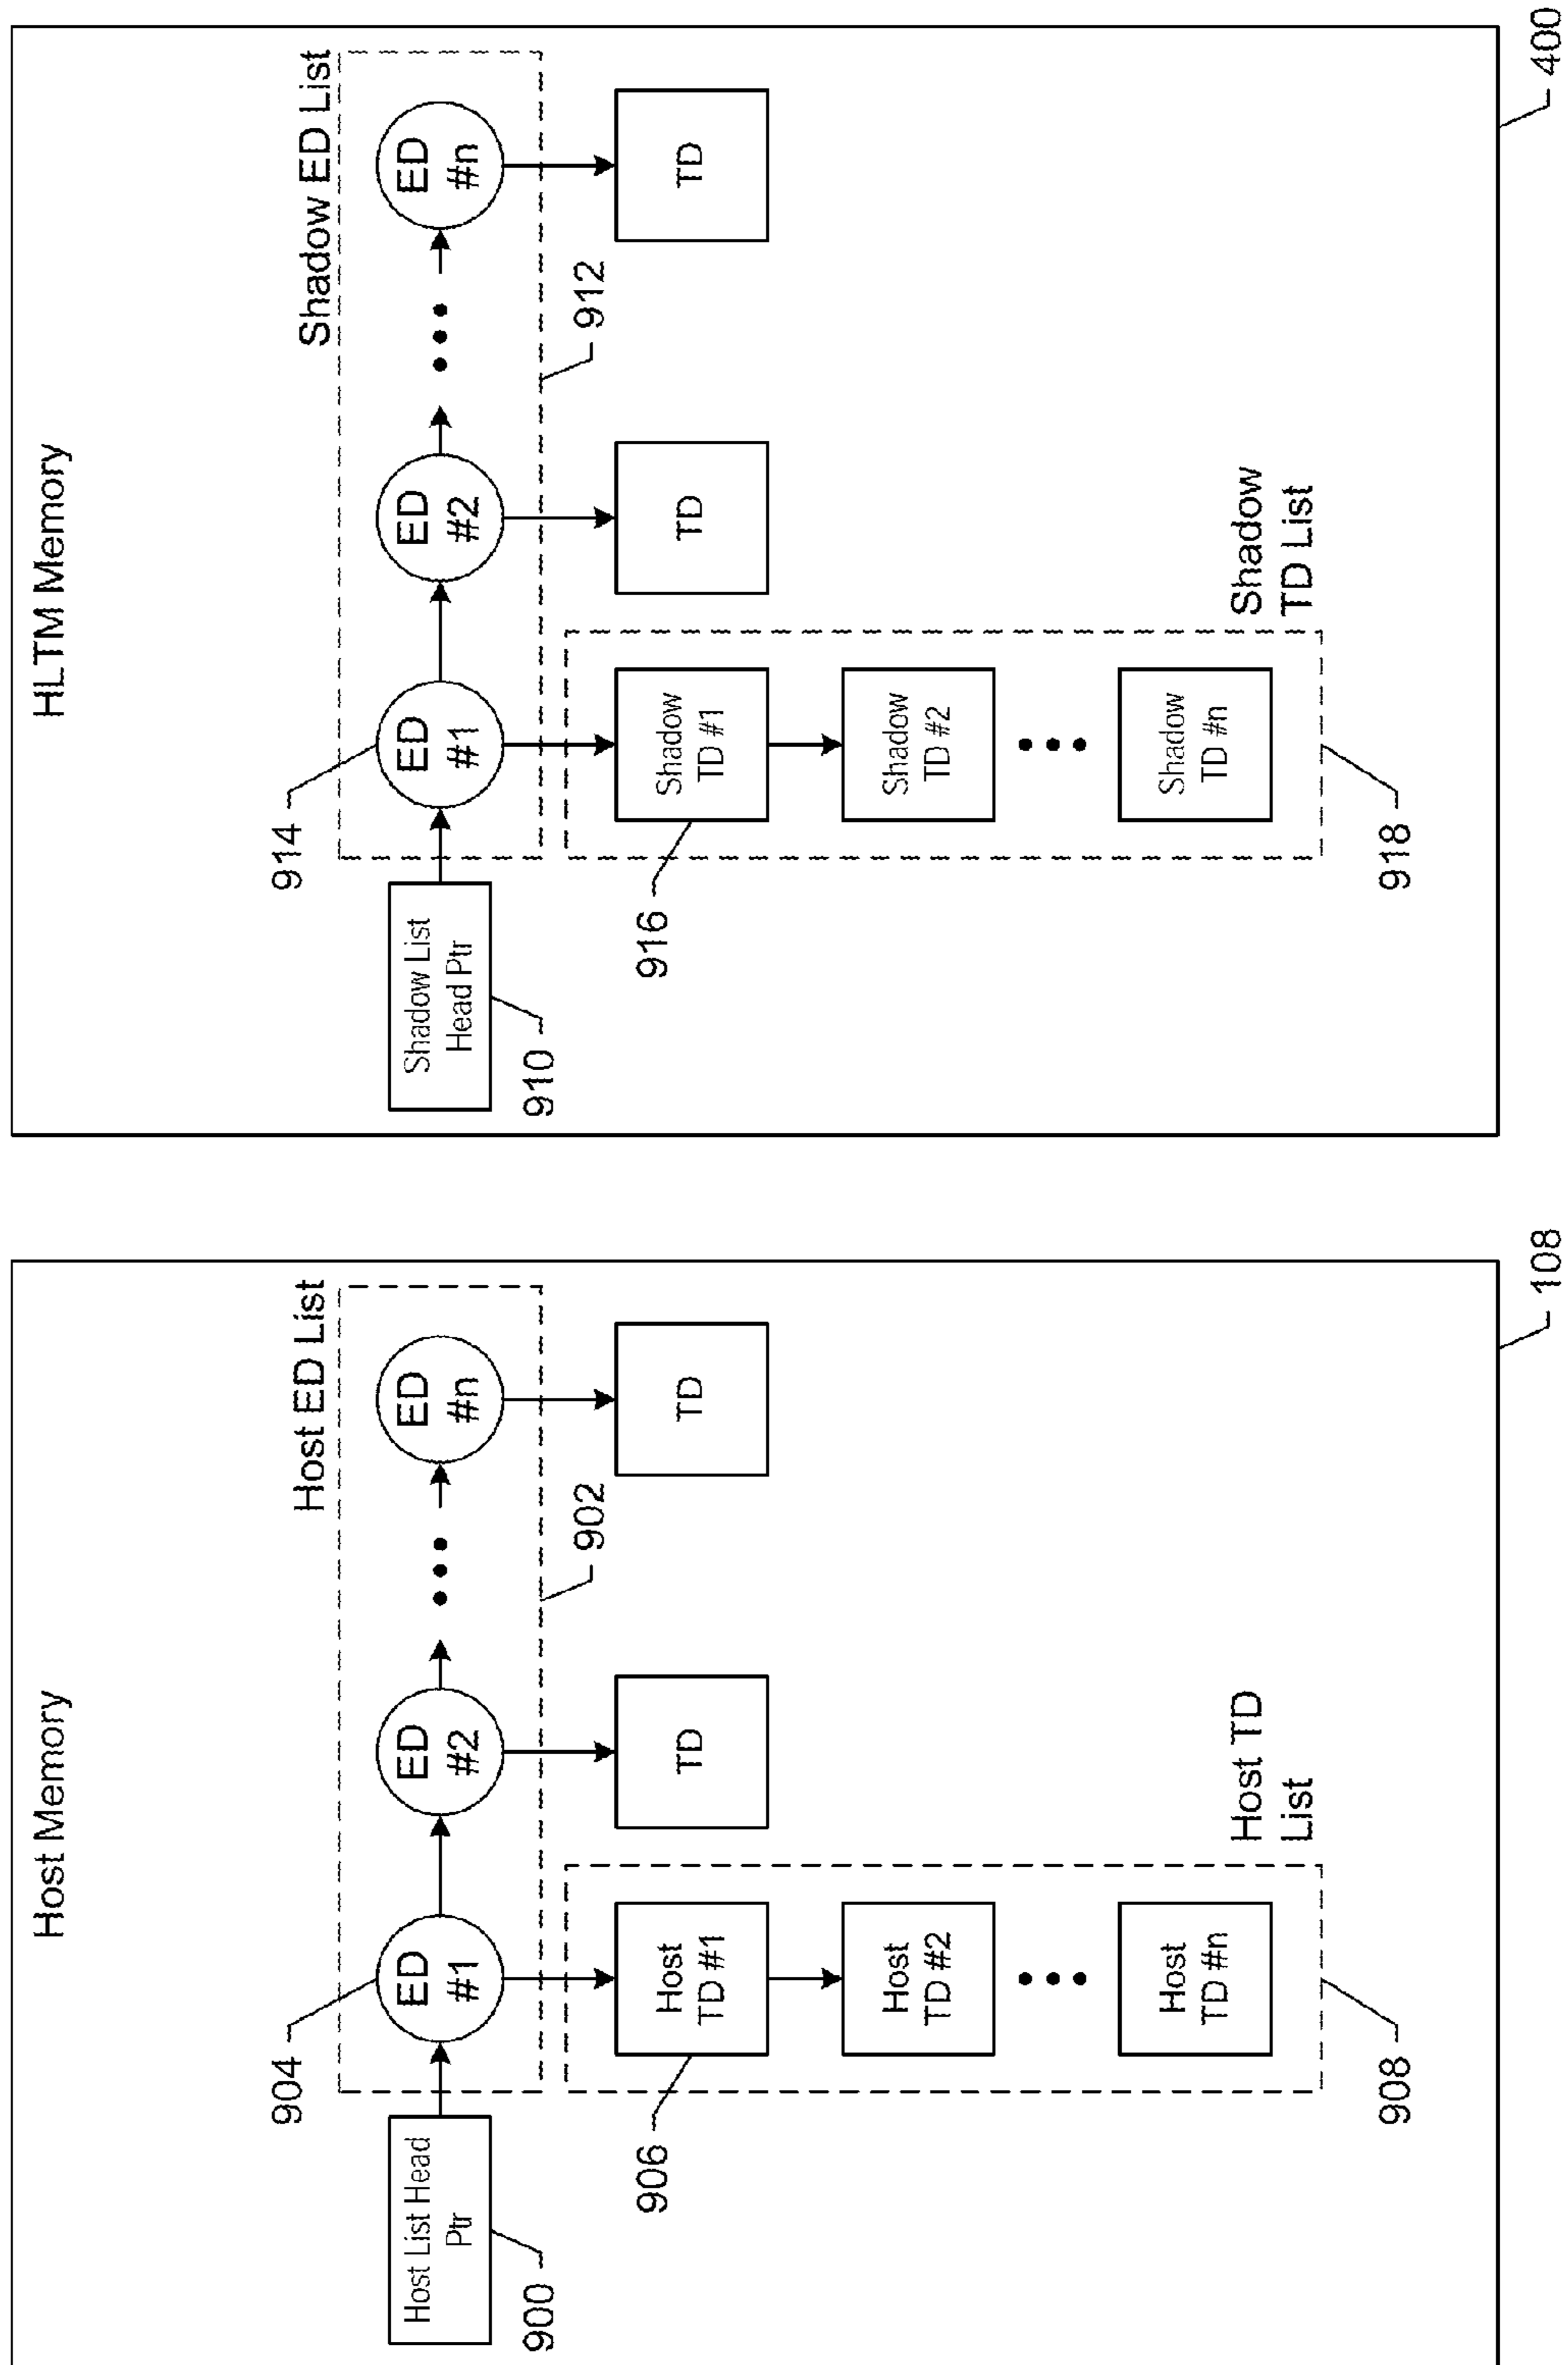 Host Memory
Host ED List
904
Host List Head
Ptr
900
ED
#1
ED
#2
ED
#n
902
906
Host
TD #1
TD
TD
Host
TD #2
Host
TD #n
Host TD
List
908
108
HLTM Memory
Shadow ED List
914
Shadow List
Head Ptr
910
ED
#1
ED
#2
ED
#n
912
916
Shadow
TD #1
TD
TD
Shadow
TD #2
Shadow
TD #n
Shadow
TD List
918
400